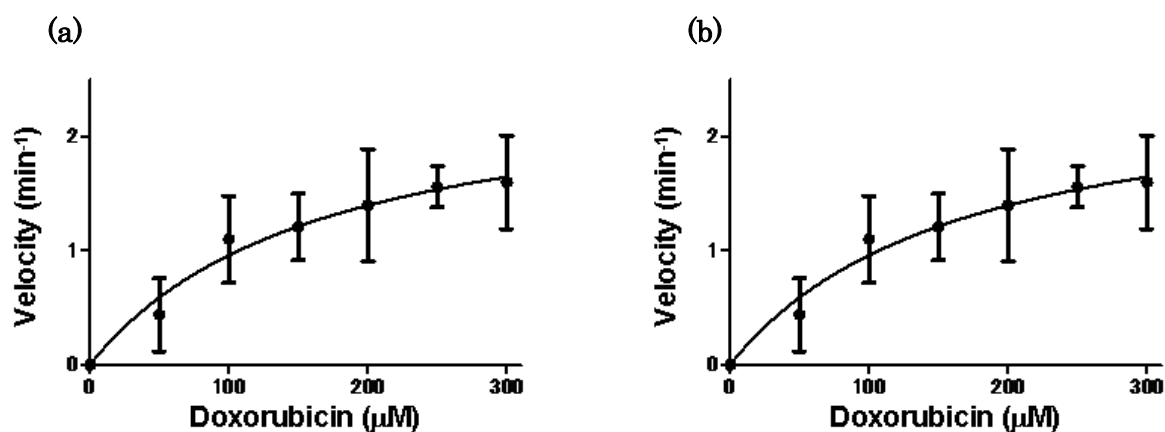 (a)
(b)
Velocity (min⁻¹)
2
1
0
0 100 200 300
Doxorubicin (μM)
Velocity (min⁻¹)
2
1
0
0 100 200 300
Doxorubicin (μM)